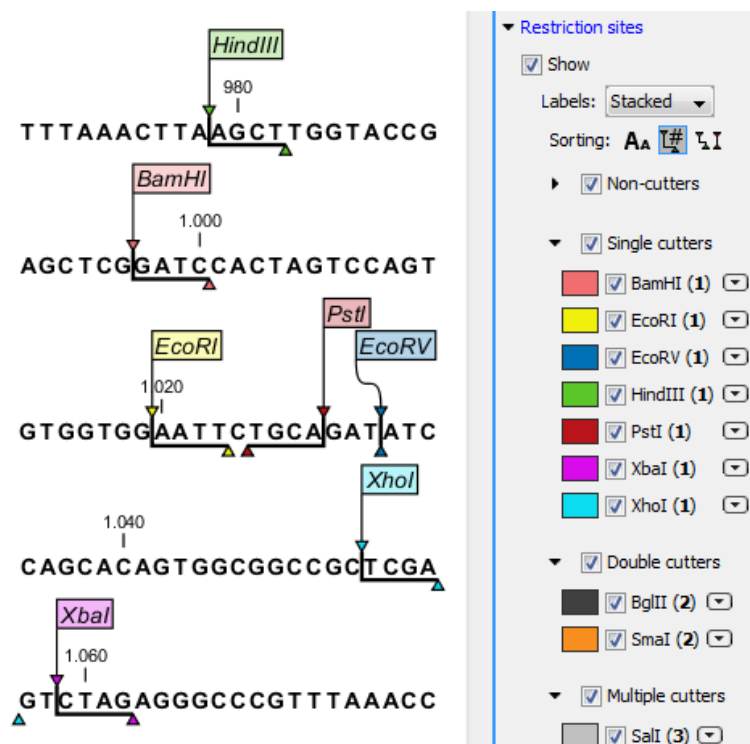 HindIII
980
TTTAAACTTAAGCTTGGTACCG
BamHI
1.000
AGCTCGGATCCACTAGTCCAGT
PstI
EcoRI
EcoRV
1.020
GTGGTGGAATTCTGCAGATATC
XhoI
1.040
CAGCACAGTGGCGGCCGCTCGA
XbaI
1.060
GTCTAGAGGGCCCGTTTAAACC
Restriction sites
Show
Labels: Stacked
Sorting: AA #
Non-cutters
Single cutters
BamHI (1)
EcoRI (1)
EcoRV (1)
HindIII (1)
PstI (1)
XbaI (1)
XhoI (1)
Double cutters
BglII (2)
SmaI (2)
Multiple cutters
SalI (3)